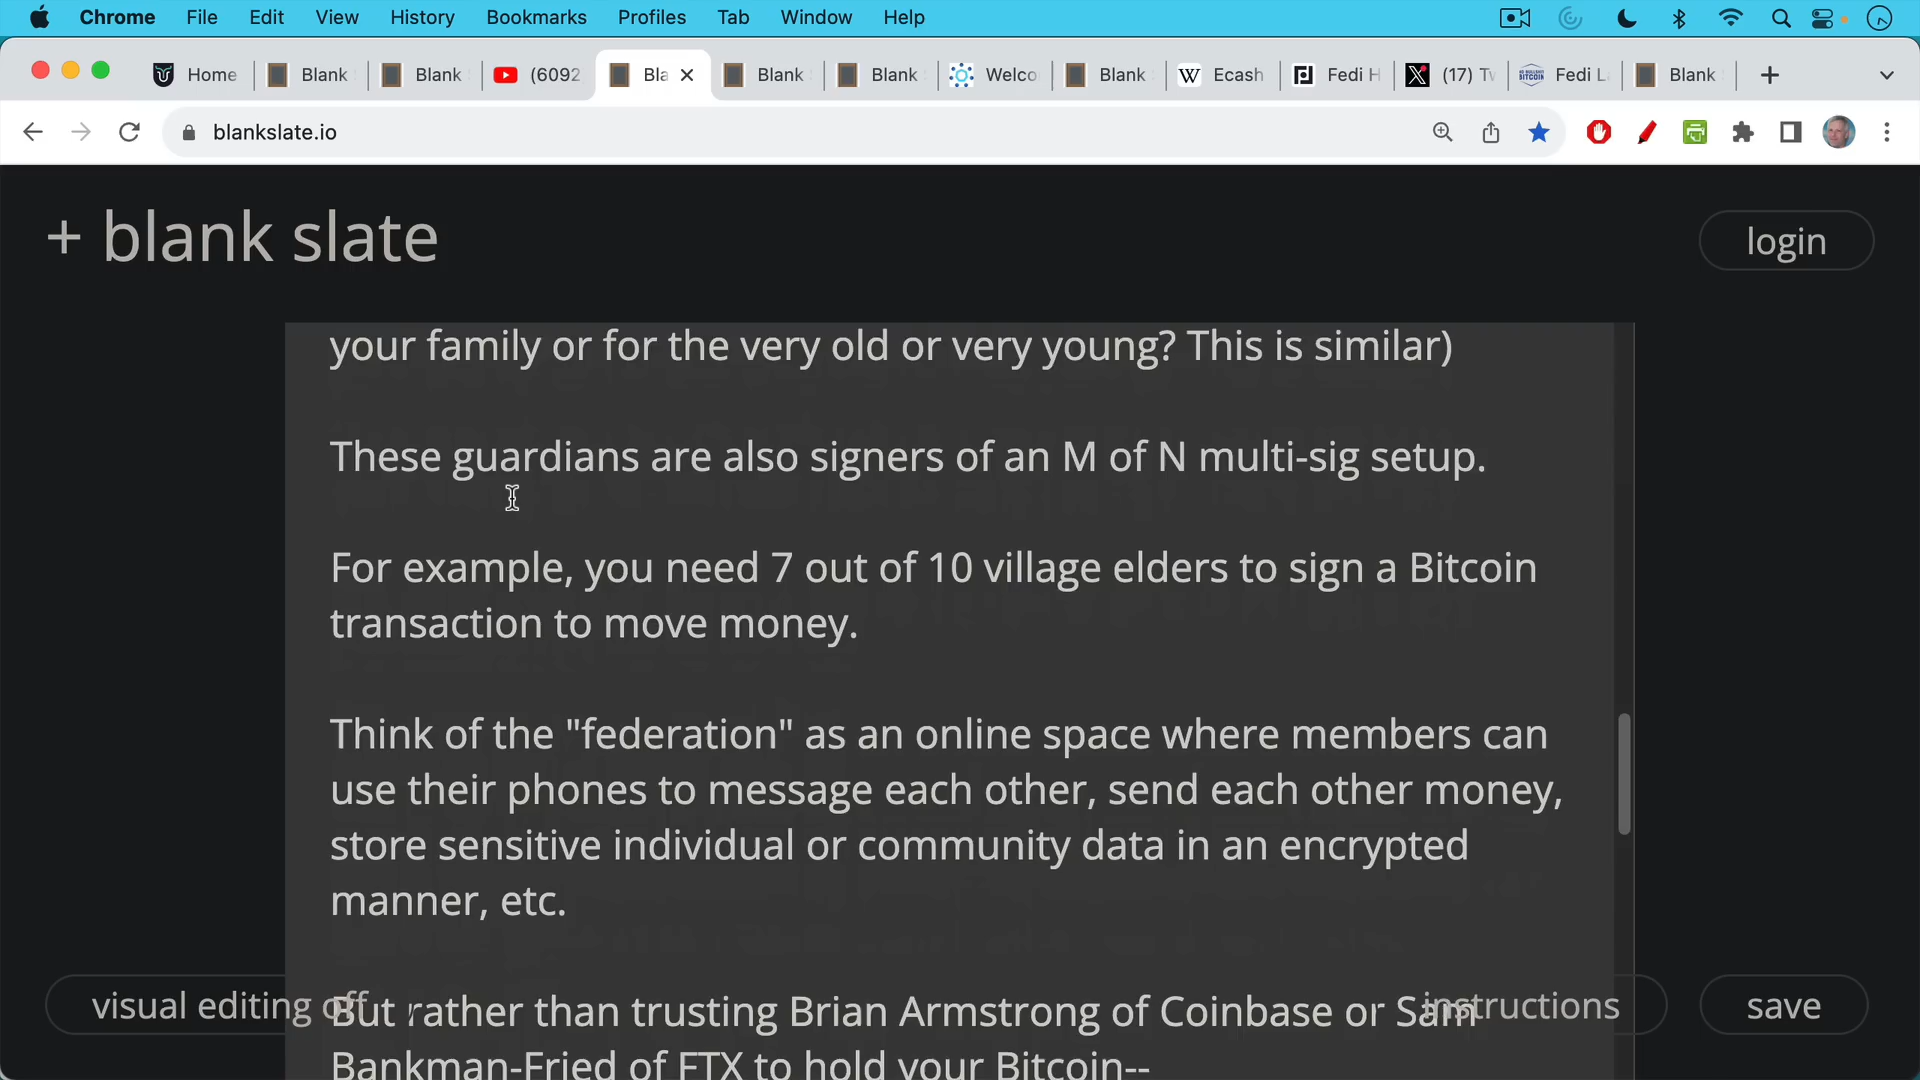 Chrome File Edit View History Bookmarks Profiles Tab Window Help
Home Blank Blank (6092 Bla Blank Blank Welco Blank Ecash Fedi H (17) Tw Fedi L Blank
blankslate.io
+ blank slate
login
your family or for the very old or very young? This is similar)
These guardians are also signers of an M of N multi-sig setup.
For example, you need 7 out of 10 village elders to sign a Bitcoin
transaction to move money.
Think of the "federation" as an online space where members can
use their phones to message each other, send each other money,
store sensitive individual or community data in an encrypted
manner, etc.
But rather than trusting Brian Armstrong of Coinbase or Sam
Bankman-Fried of FTX to hold your Bitcoin--
visual editing off
instructions
save